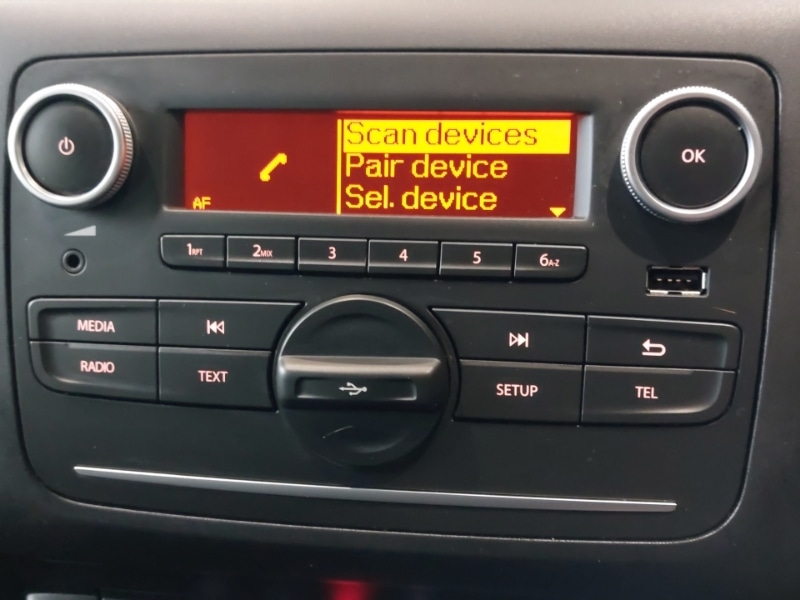 Scan devices
Pair device
Sel. device
AF
OK
1RPT 2MIX 3 4 5 6A-Z
MEDIA
RADIO TEXT SETUP TEL